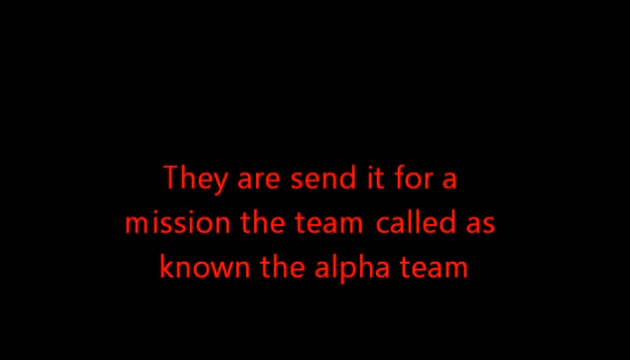 They are send it for a
mission the team called as
known the alpha team